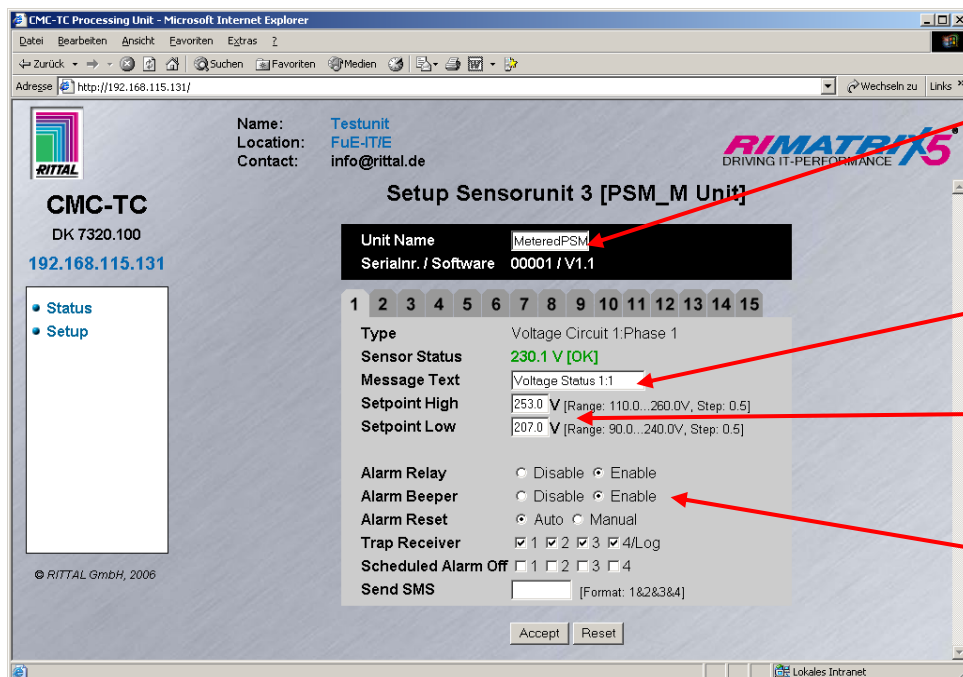 CMC-TC Processing Unit - Microsoft Internet Explorer
Datei Bearbeiten Ansicht Favoriten Extras ?
Zurück Suchen Favoriten Medien
Adresse http://192.168.115.131/ Wechseln zu Links »
RITTAL
Name: Testunit
Location: FuE-IT/E
Contact: info@rittal.de
RIMATRIX5®
DRIVING IT-PERFORMANCE
CMC-TC
DK 7320.100
192.168.115.131
Status
Setup
© RITTAL GmbH, 2006
Setup Sensorunit 3 [PSM_M Unit]
Unit Name MeteredPSM
Serialnr. / Software 00001 / V1.1
1 2 3 4 5 6 7 8 9 10 11 12 13 14 15
Type Voltage Circuit 1:Phase 1
Sensor Status 230.1 V [OK]
Message Text Voltage Status 1:1
Setpoint High 253.0 V [Range: 110.0...260.0V, Step: 0.5]
Setpoint Low 207.0 V [Range: 90.0...240.0V, Step: 0.5]
Alarm Relay Disable Enable
Alarm Beeper Disable Enable
Alarm Reset Auto Manual
Trap Receiver 1 2 3 4/Log
Scheduled Alarm Off 1 2 3 4
Send SMS [Format: 1&2&3&4]
Accept Reset
Lokales Intranet